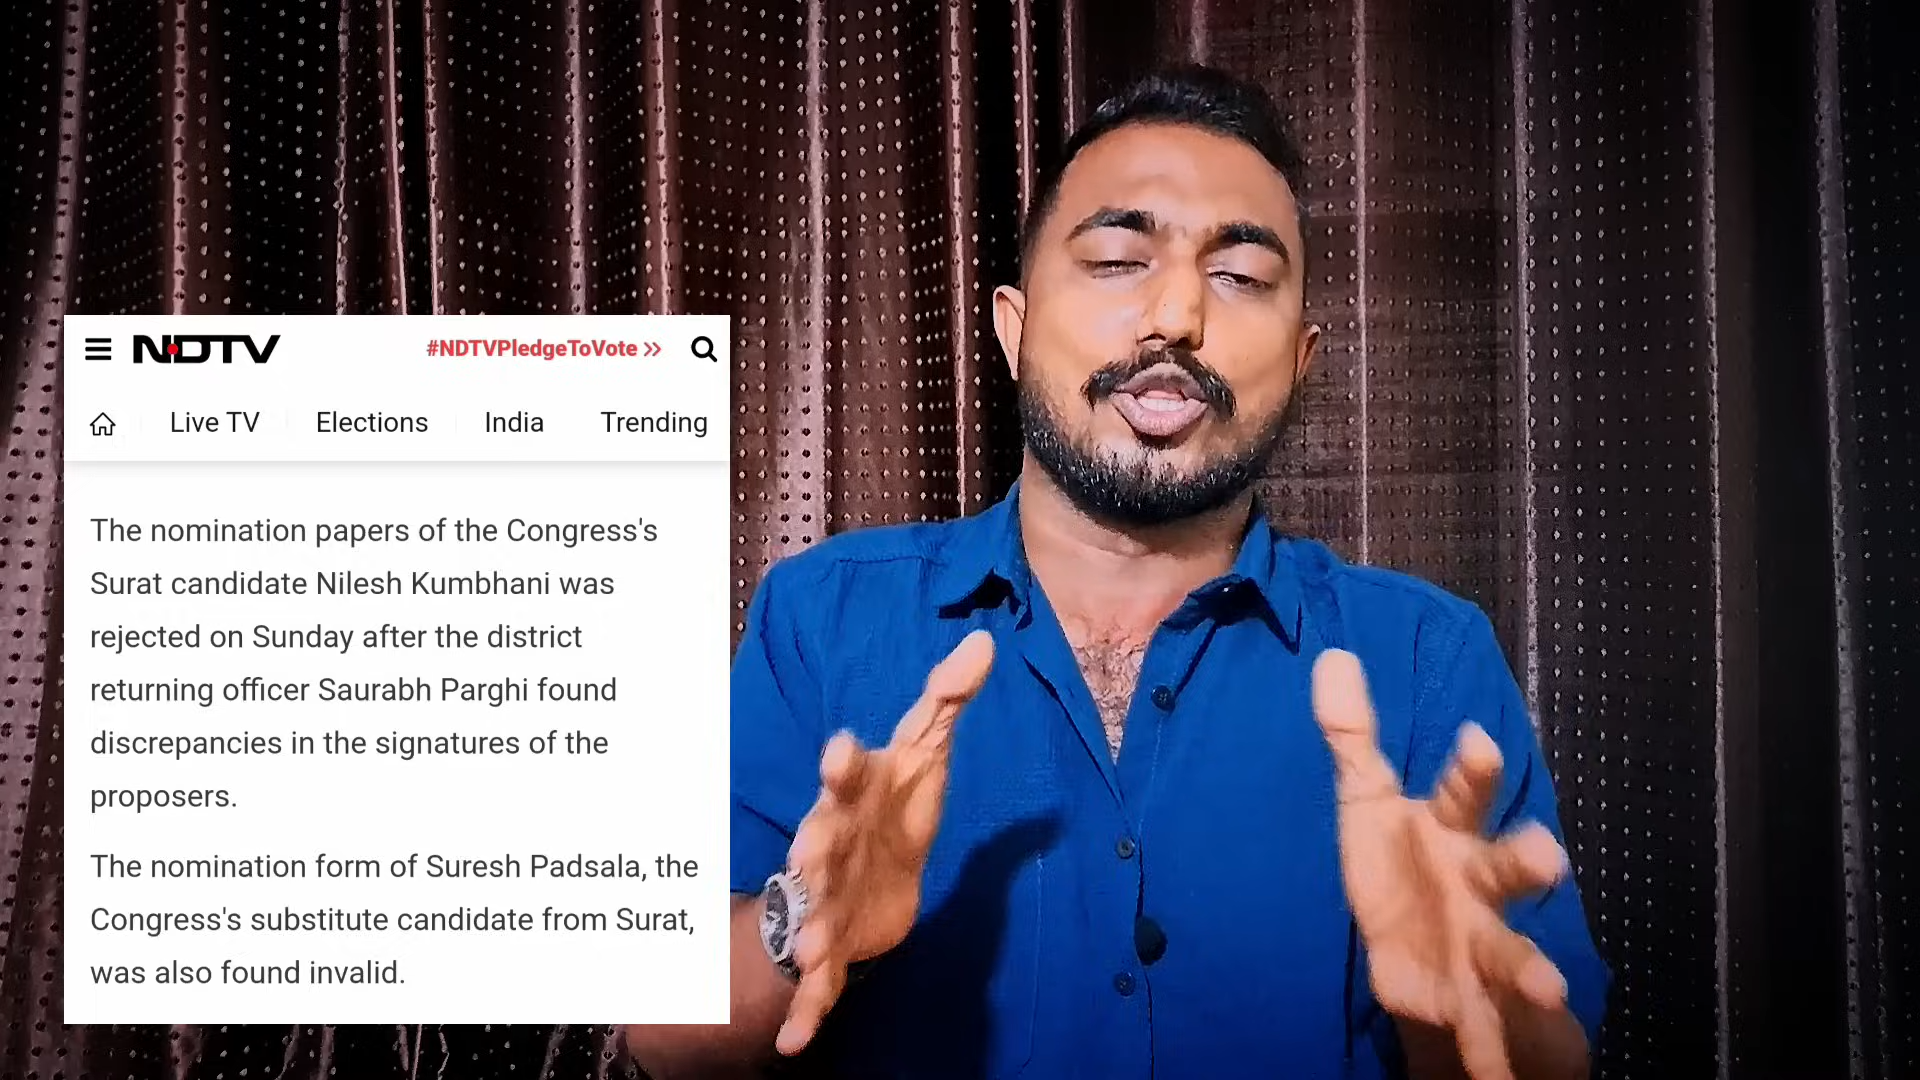 NDTV
#NDTVPledgeToVote >>
Live TV
Elections
India
Trending
The nomination papers of the Congress's
Surat candidate Nilesh Kumbhani was
rejected on Sunday after the district
returning officer Saurabh Parghi found
discrepancies in the signatures of the
proposers.
The nomination form of Suresh Padsala, the
Congress's substitute candidate from Surat,
was also found invalid.